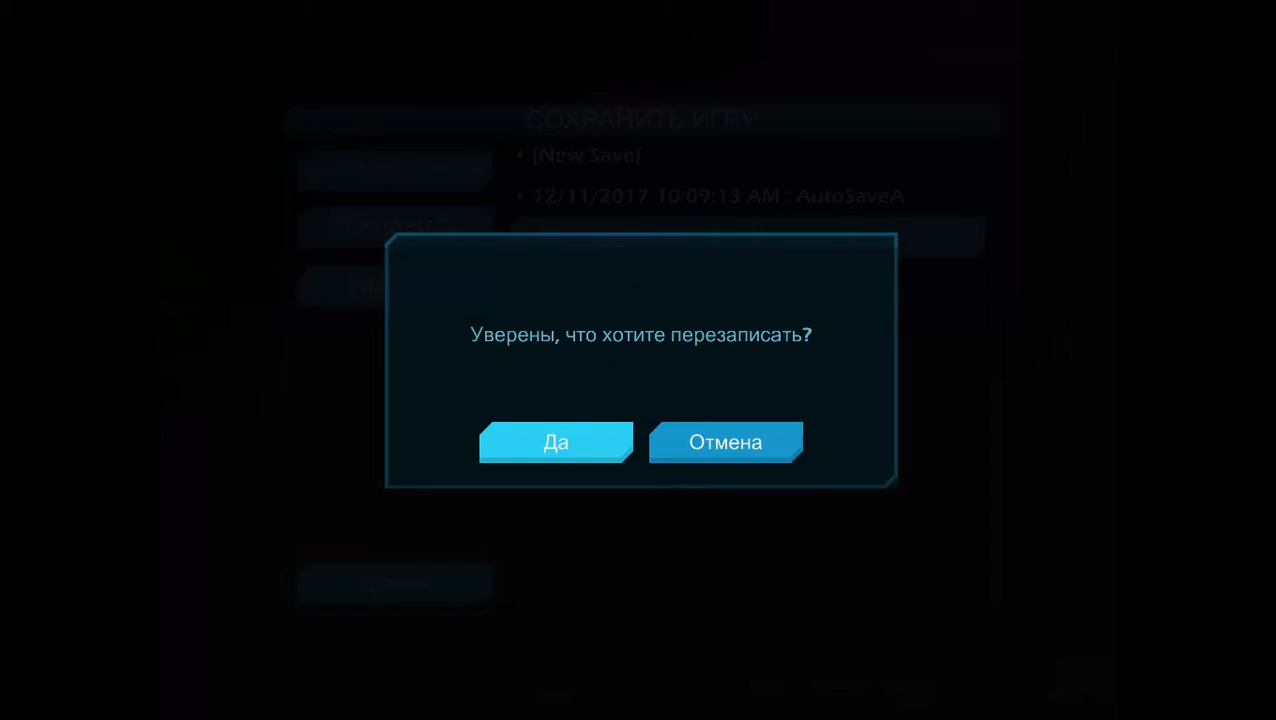 СОХРАНИТЬ ИГРУ
• [New Save]
• 12/11/2017 10:09:13 AM : AutoSaveA
Уверены, что хотите перезаписать?
Да
Отмена